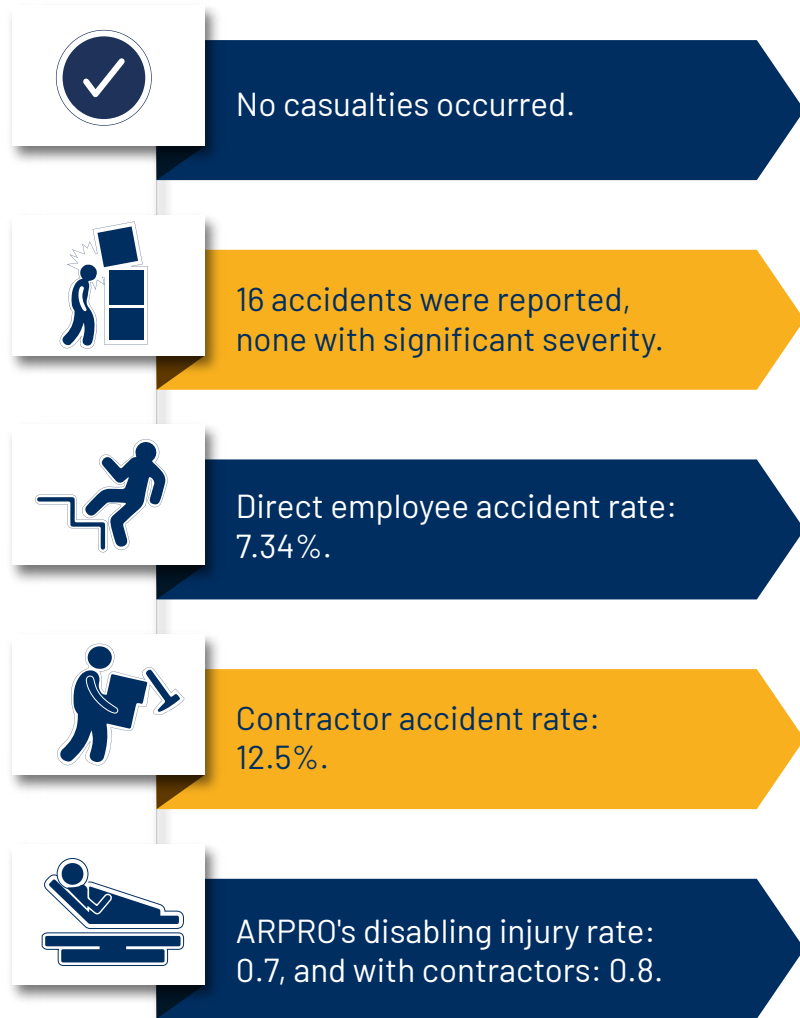 No casualties occurred.
16 accidents were reported,
none with significant severity.
Direct employee accident rate:
7.34%.
Contractor accident rate:
12.5%.
ARPRO's disabling injury rate:
0.7, and with contractors: 0.8.